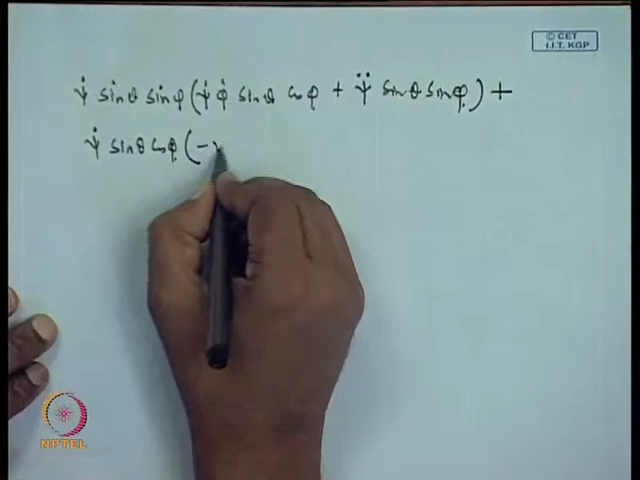 © CET
I.I.T. KGP
ψ̇ sinθ sinφ (ψ̇ φ̇ sinθ cosφ + ψ̈ sinθ sinφ) +
ψ̇ sinθ cosφ (-
NPTEL